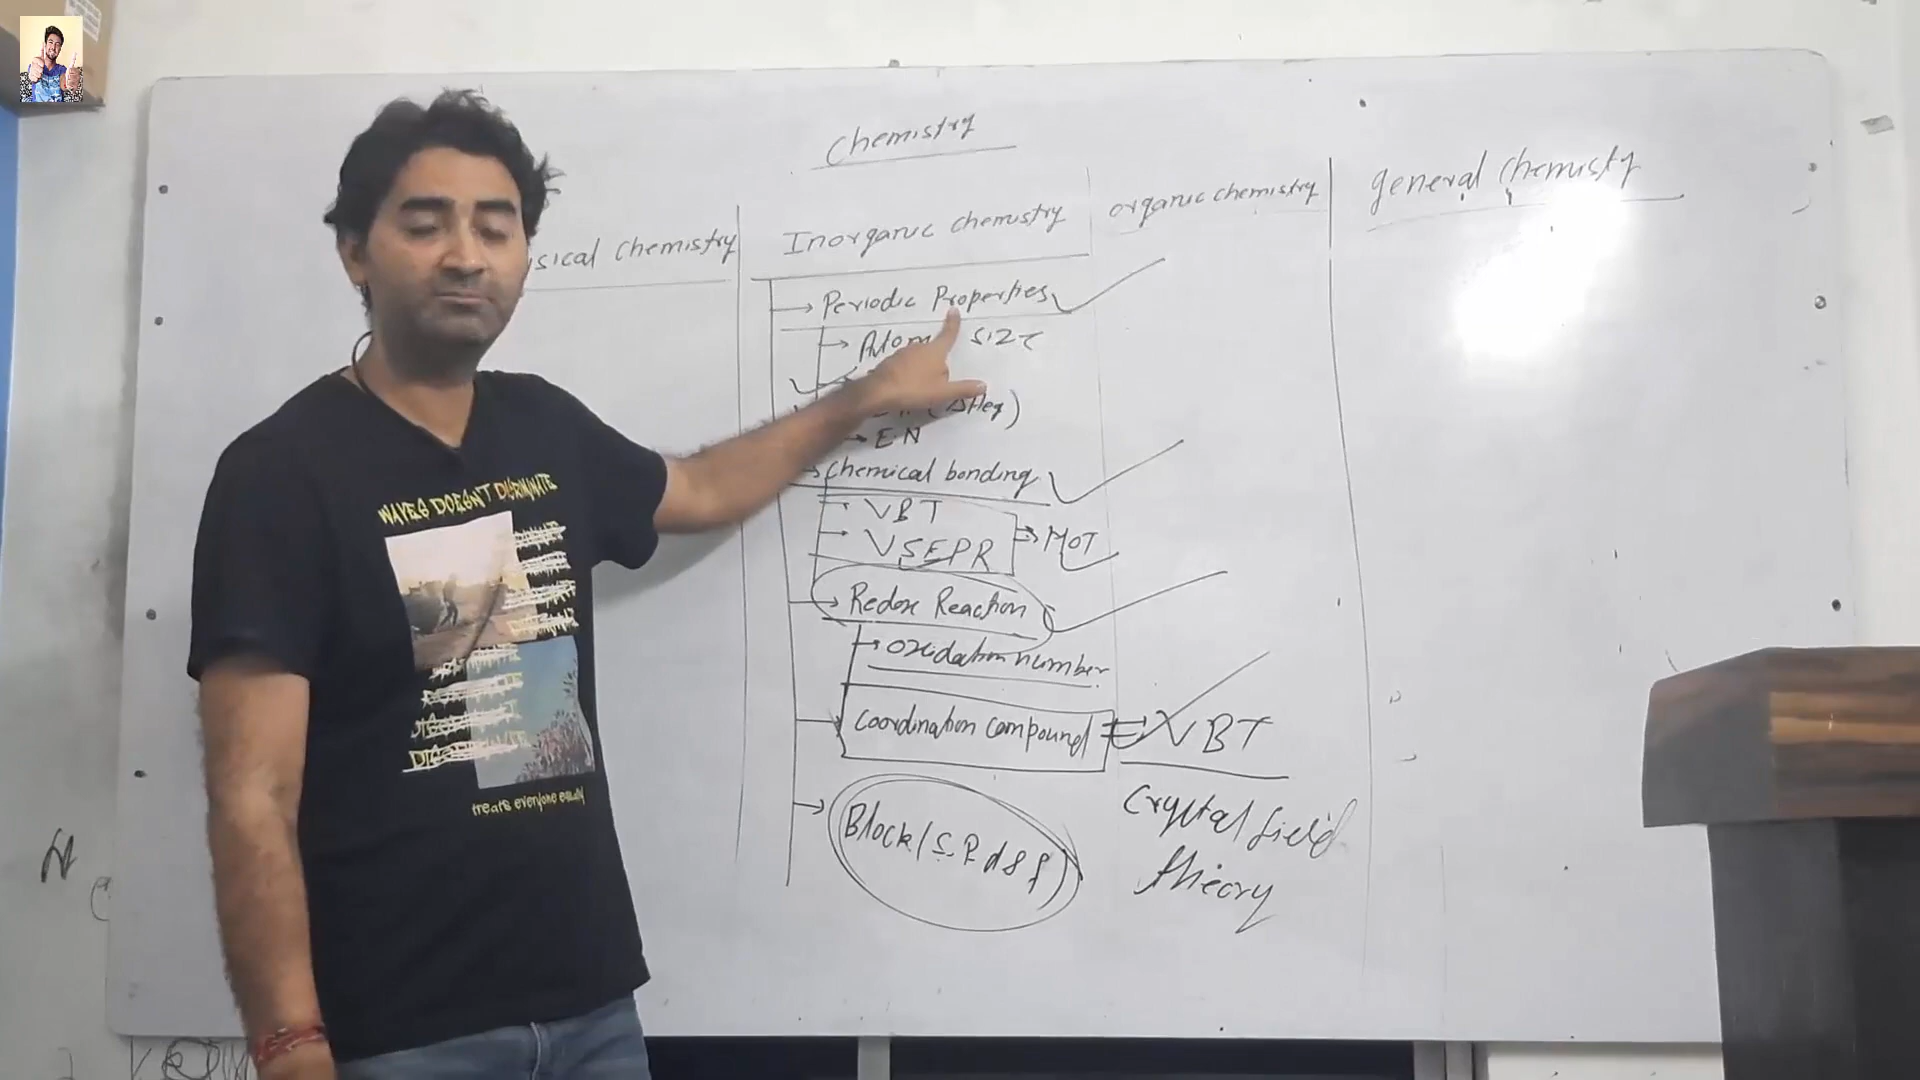 Chemistry
sical chemistry
Inorganic chemistry
organic chemistry
general chemistry
→ Periodic Properties
→ Atom size
(ΔHeg)
→ E.N
→ chemical bonding
VBT
VSEPR
⇒ MOT
→ Redox Reaction
→ oxidation number
coordination compound
VBT
Crystal field
theory
→ Block (S, P d & f)
WAVES DOESN'T DISCRIMINATE
treats everyone equally